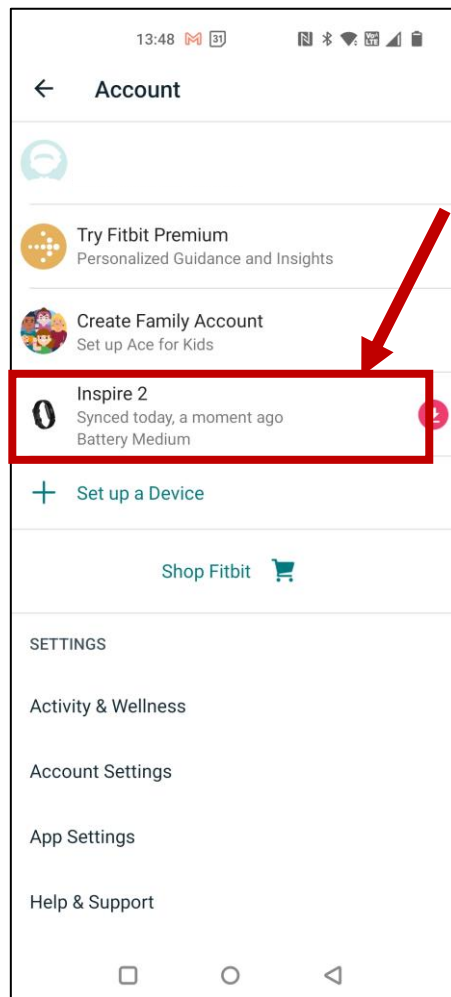 13:48
31
Account
Try Fitbit Premium
Personalized Guidance and Insights
Create Family Account
Set up Ace for Kids
Inspire 2
Synced today, a moment ago
Battery Medium
Set up a Device
Shop Fitbit
SETTINGS
Activity & Wellness
Account Settings
App Settings
Help & Support